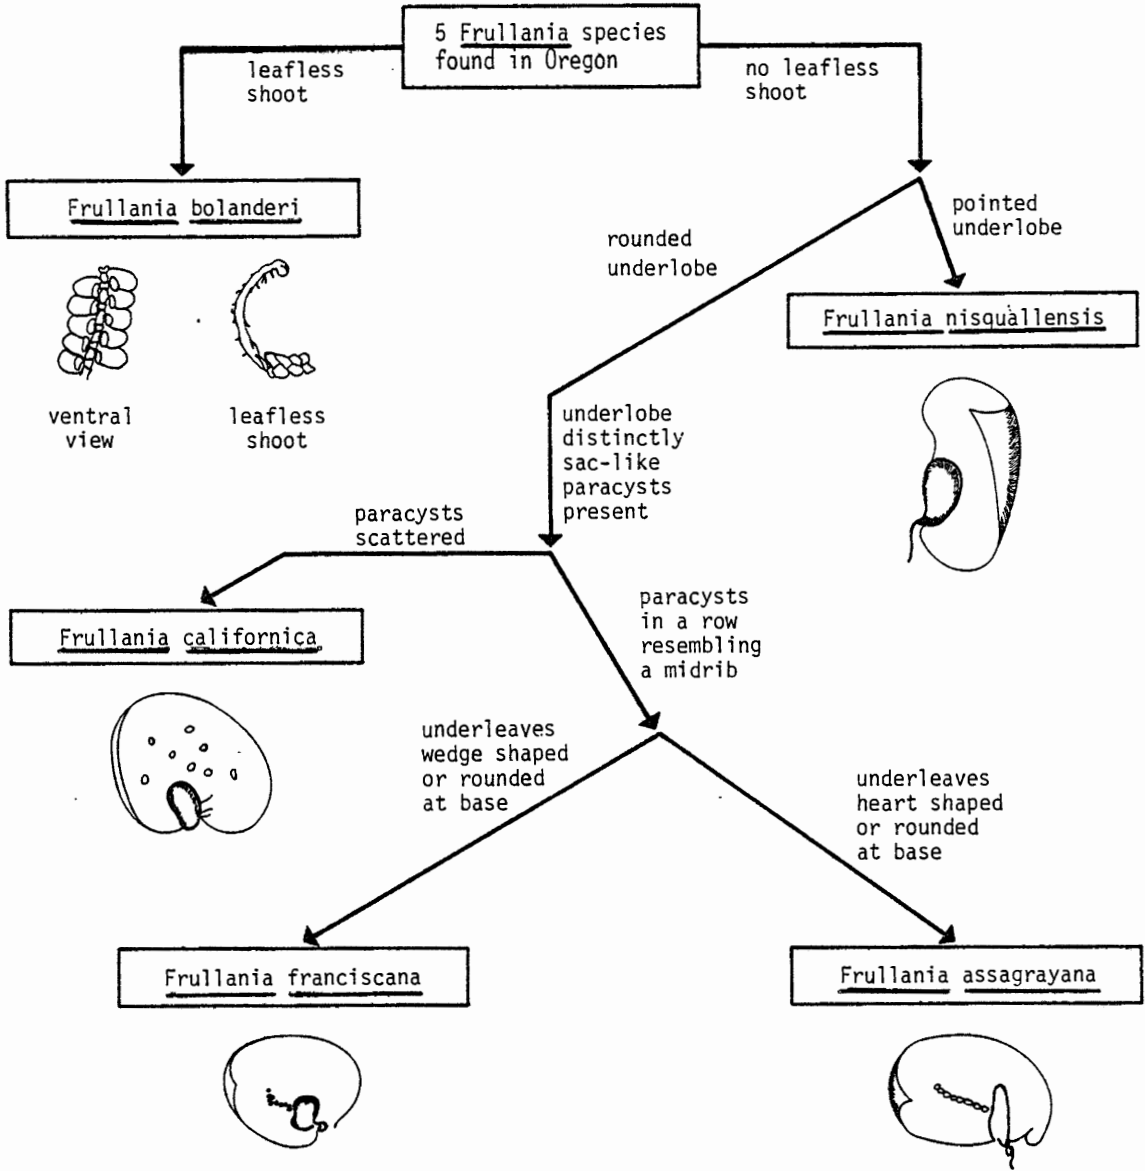 5 Frullania species
found in Oregon
leafless
shoot
no leafless
shoot
Frullania bolanderi
pointed
underlobe
rounded
underlobe
Frullania nisquallensis
ventral
view
leafless
shoot
underlobe
distinctly
sac-like
paracysts
present
paracysts
scattered
Frullania californica
paracysts
in a row
resembling
a midrib
underleaves
wedge shaped
or rounded
at base
underleaves
heart shaped
or rounded
at base
Frullania franciscana
Frullania assagrayana